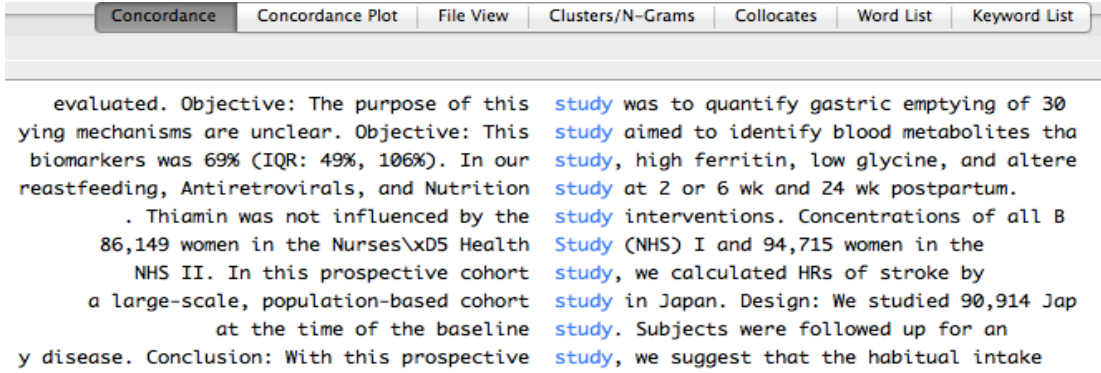 Concordance Concordance Plot File View Clusters/N-Grams Collocates Word List Keyword List
evaluated. Objective: The purpose of this study was to quantify gastric emptying of 30
ying mechanisms are unclear. Objective: This study aimed to identify blood metabolites tha
biomarkers was 69% (IQR: 49%, 106%). In our study, high ferritin, low glycine, and altere
reastfeeding, Antiretrovirals, and Nutrition study at 2 or 6 wk and 24 wk postpartum.
. Thiamin was not influenced by the study interventions. Concentrations of all B
86,149 women in the Nurses\xD5 Health Study (NHS) I and 94,715 women in the
NHS II. In this prospective cohort study, we calculated HRs of stroke by
a large-scale, population-based cohort study in Japan. Design: We studied 90,914 Jap
at the time of the baseline study. Subjects were followed up for an
y disease. Conclusion: With this prospective study, we suggest that the habitual intake